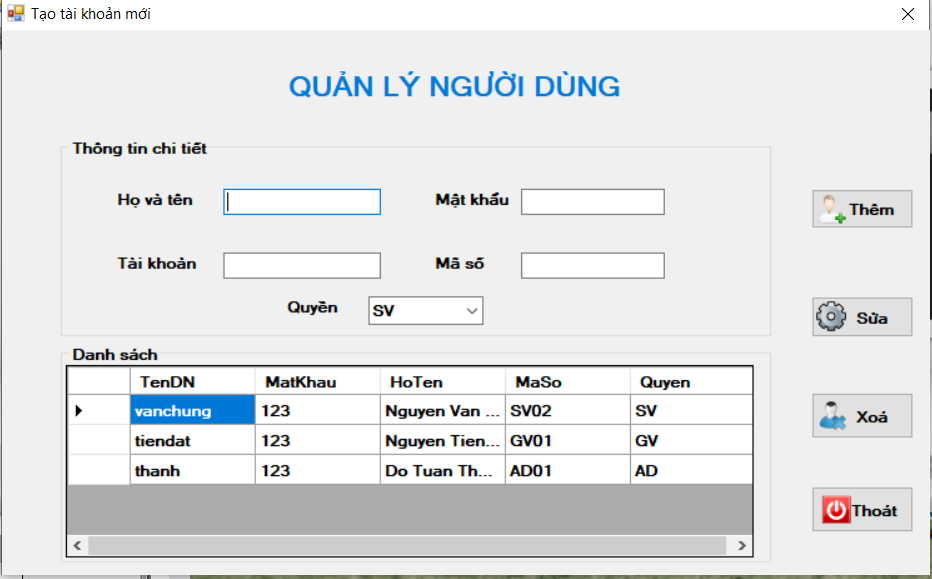 Tạo tài khoản mới
QUẢN LÝ NGƯỜI DÙNG
Thông tin chi tiết
Họ và tên
Mật khẩu
Thêm
Tài khoản
Mã số
Quyền
SV
Sửa
Danh sách
TenDN MatKhau HoTen MaSo Quyen
vanchung 123 Nguyen Van ... SV02 SV
tiendat 123 Nguyen Tien... GV01 GV
thanh 123 Do Tuan Th... AD01 AD
Xoá
Thoát